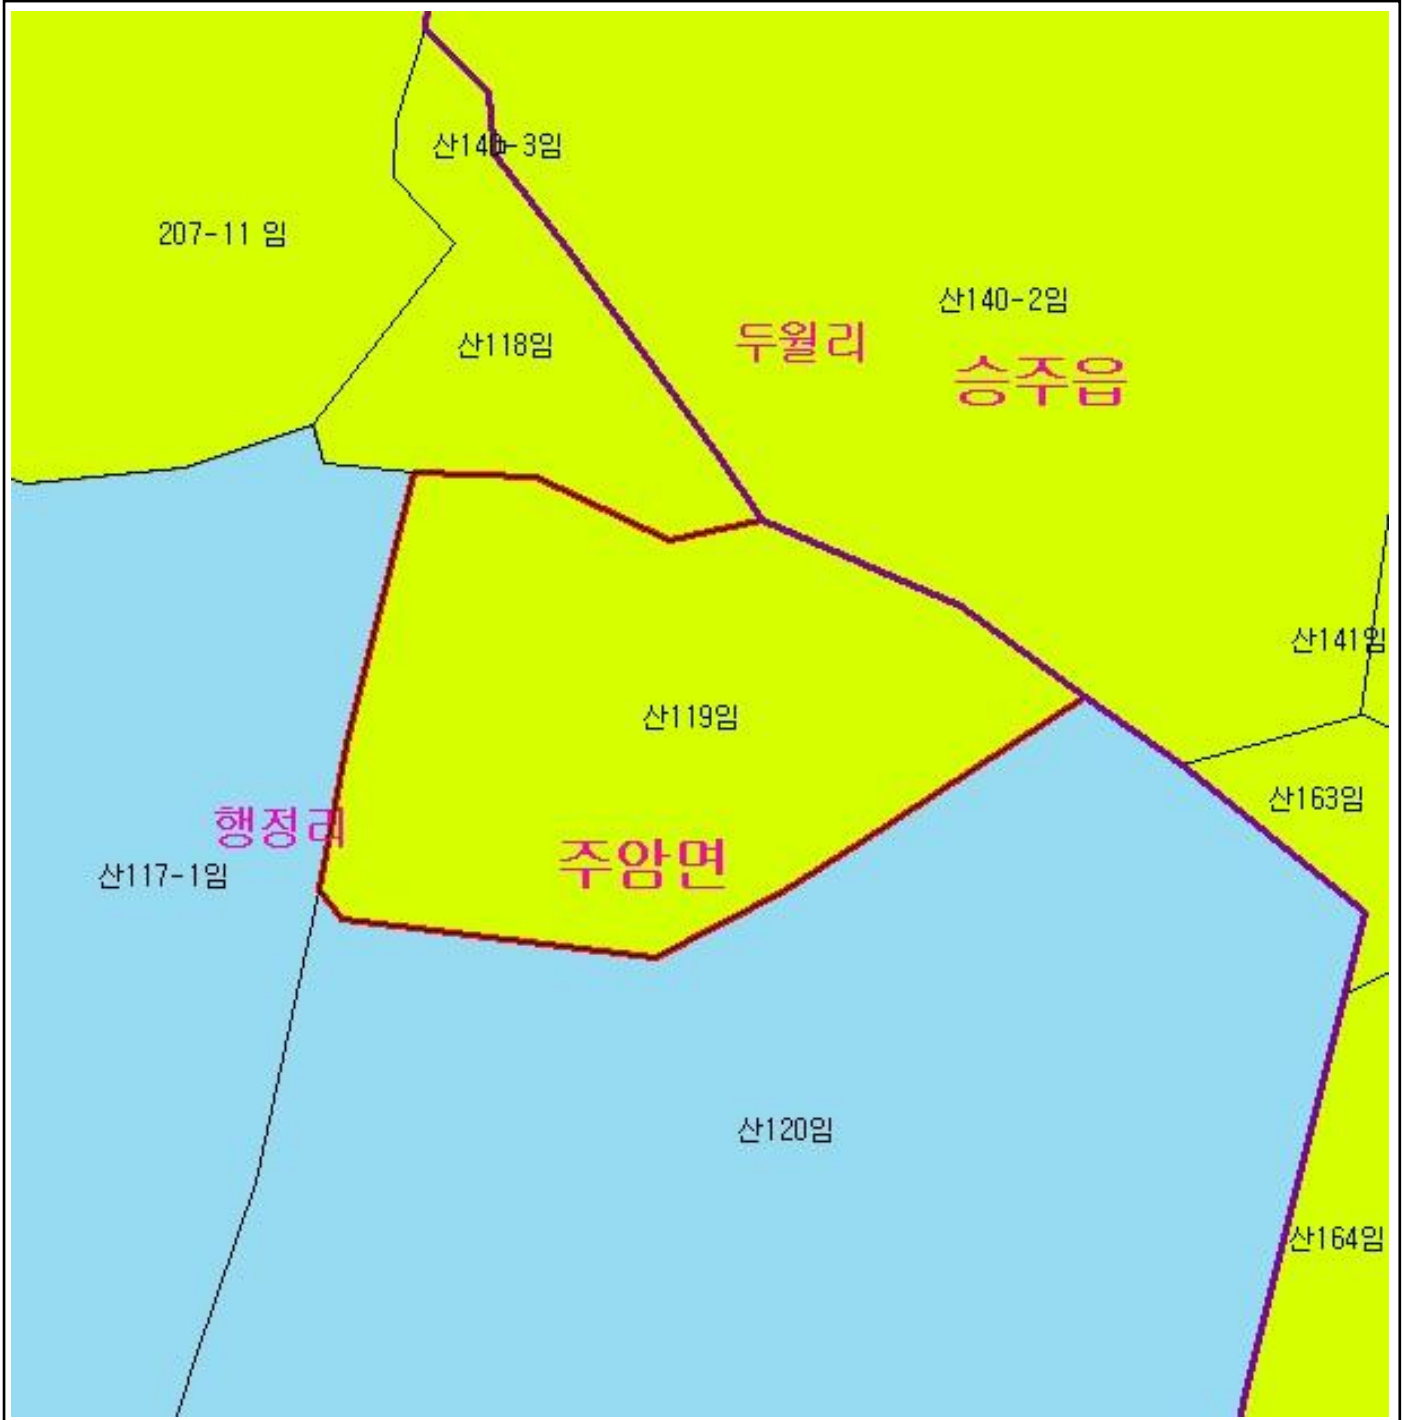 산140-3임
207-11 임
산140-2임
산118임
두월리
승주읍
산141임
산119임
산163임
행정리
주암면
산117-1임
산120임
산164임